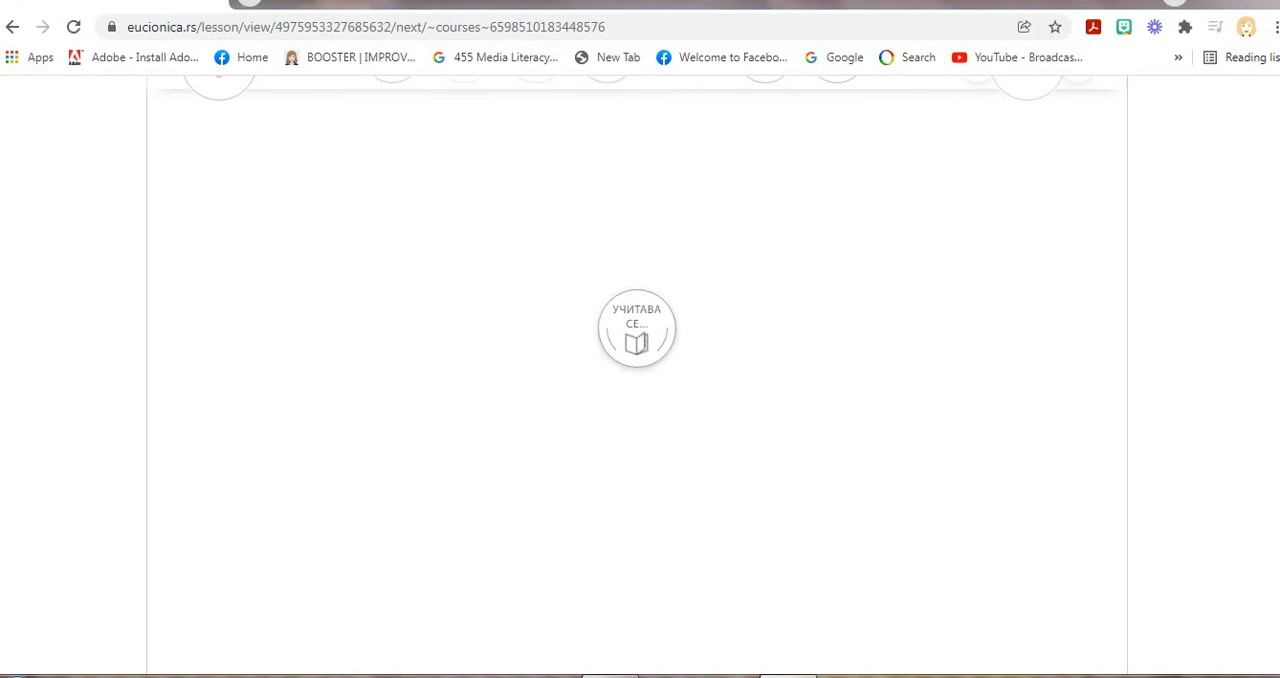 eucionica.rs/lesson/view/4975953327685632/next/~courses~6598510183448576
Apps Adobe - Install Ado... Home BOOSTER | IMPROV... 455 Media Literacy... New Tab Welcome to Facebo... Google Search YouTube - Broadcas... » Reading lis
УЧИТАВА
СЕ...